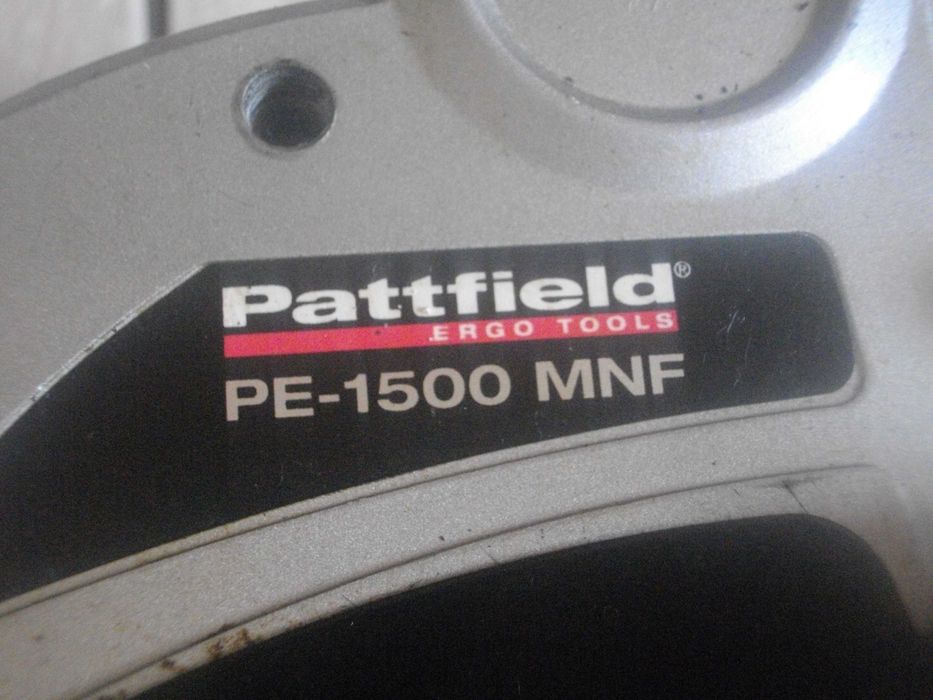 Pattfield®
ERGO TOOLS
PE-1500 MNF